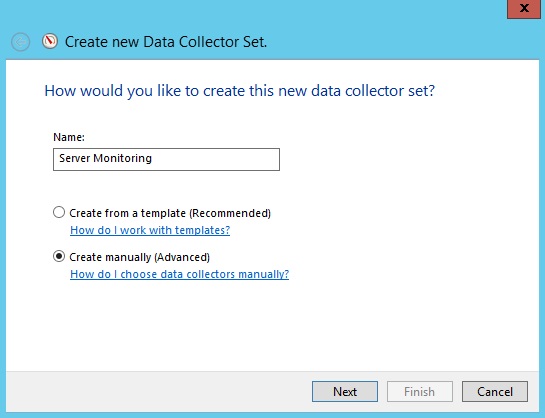 x
Create new Data Collector Set.
How would you like to create this new data collector set?
Name:
Server Monitoring
Create from a template (Recommended)
How do I work with templates?
Create manually (Advanced)
How do I choose data collectors manually?
Next Finish Cancel